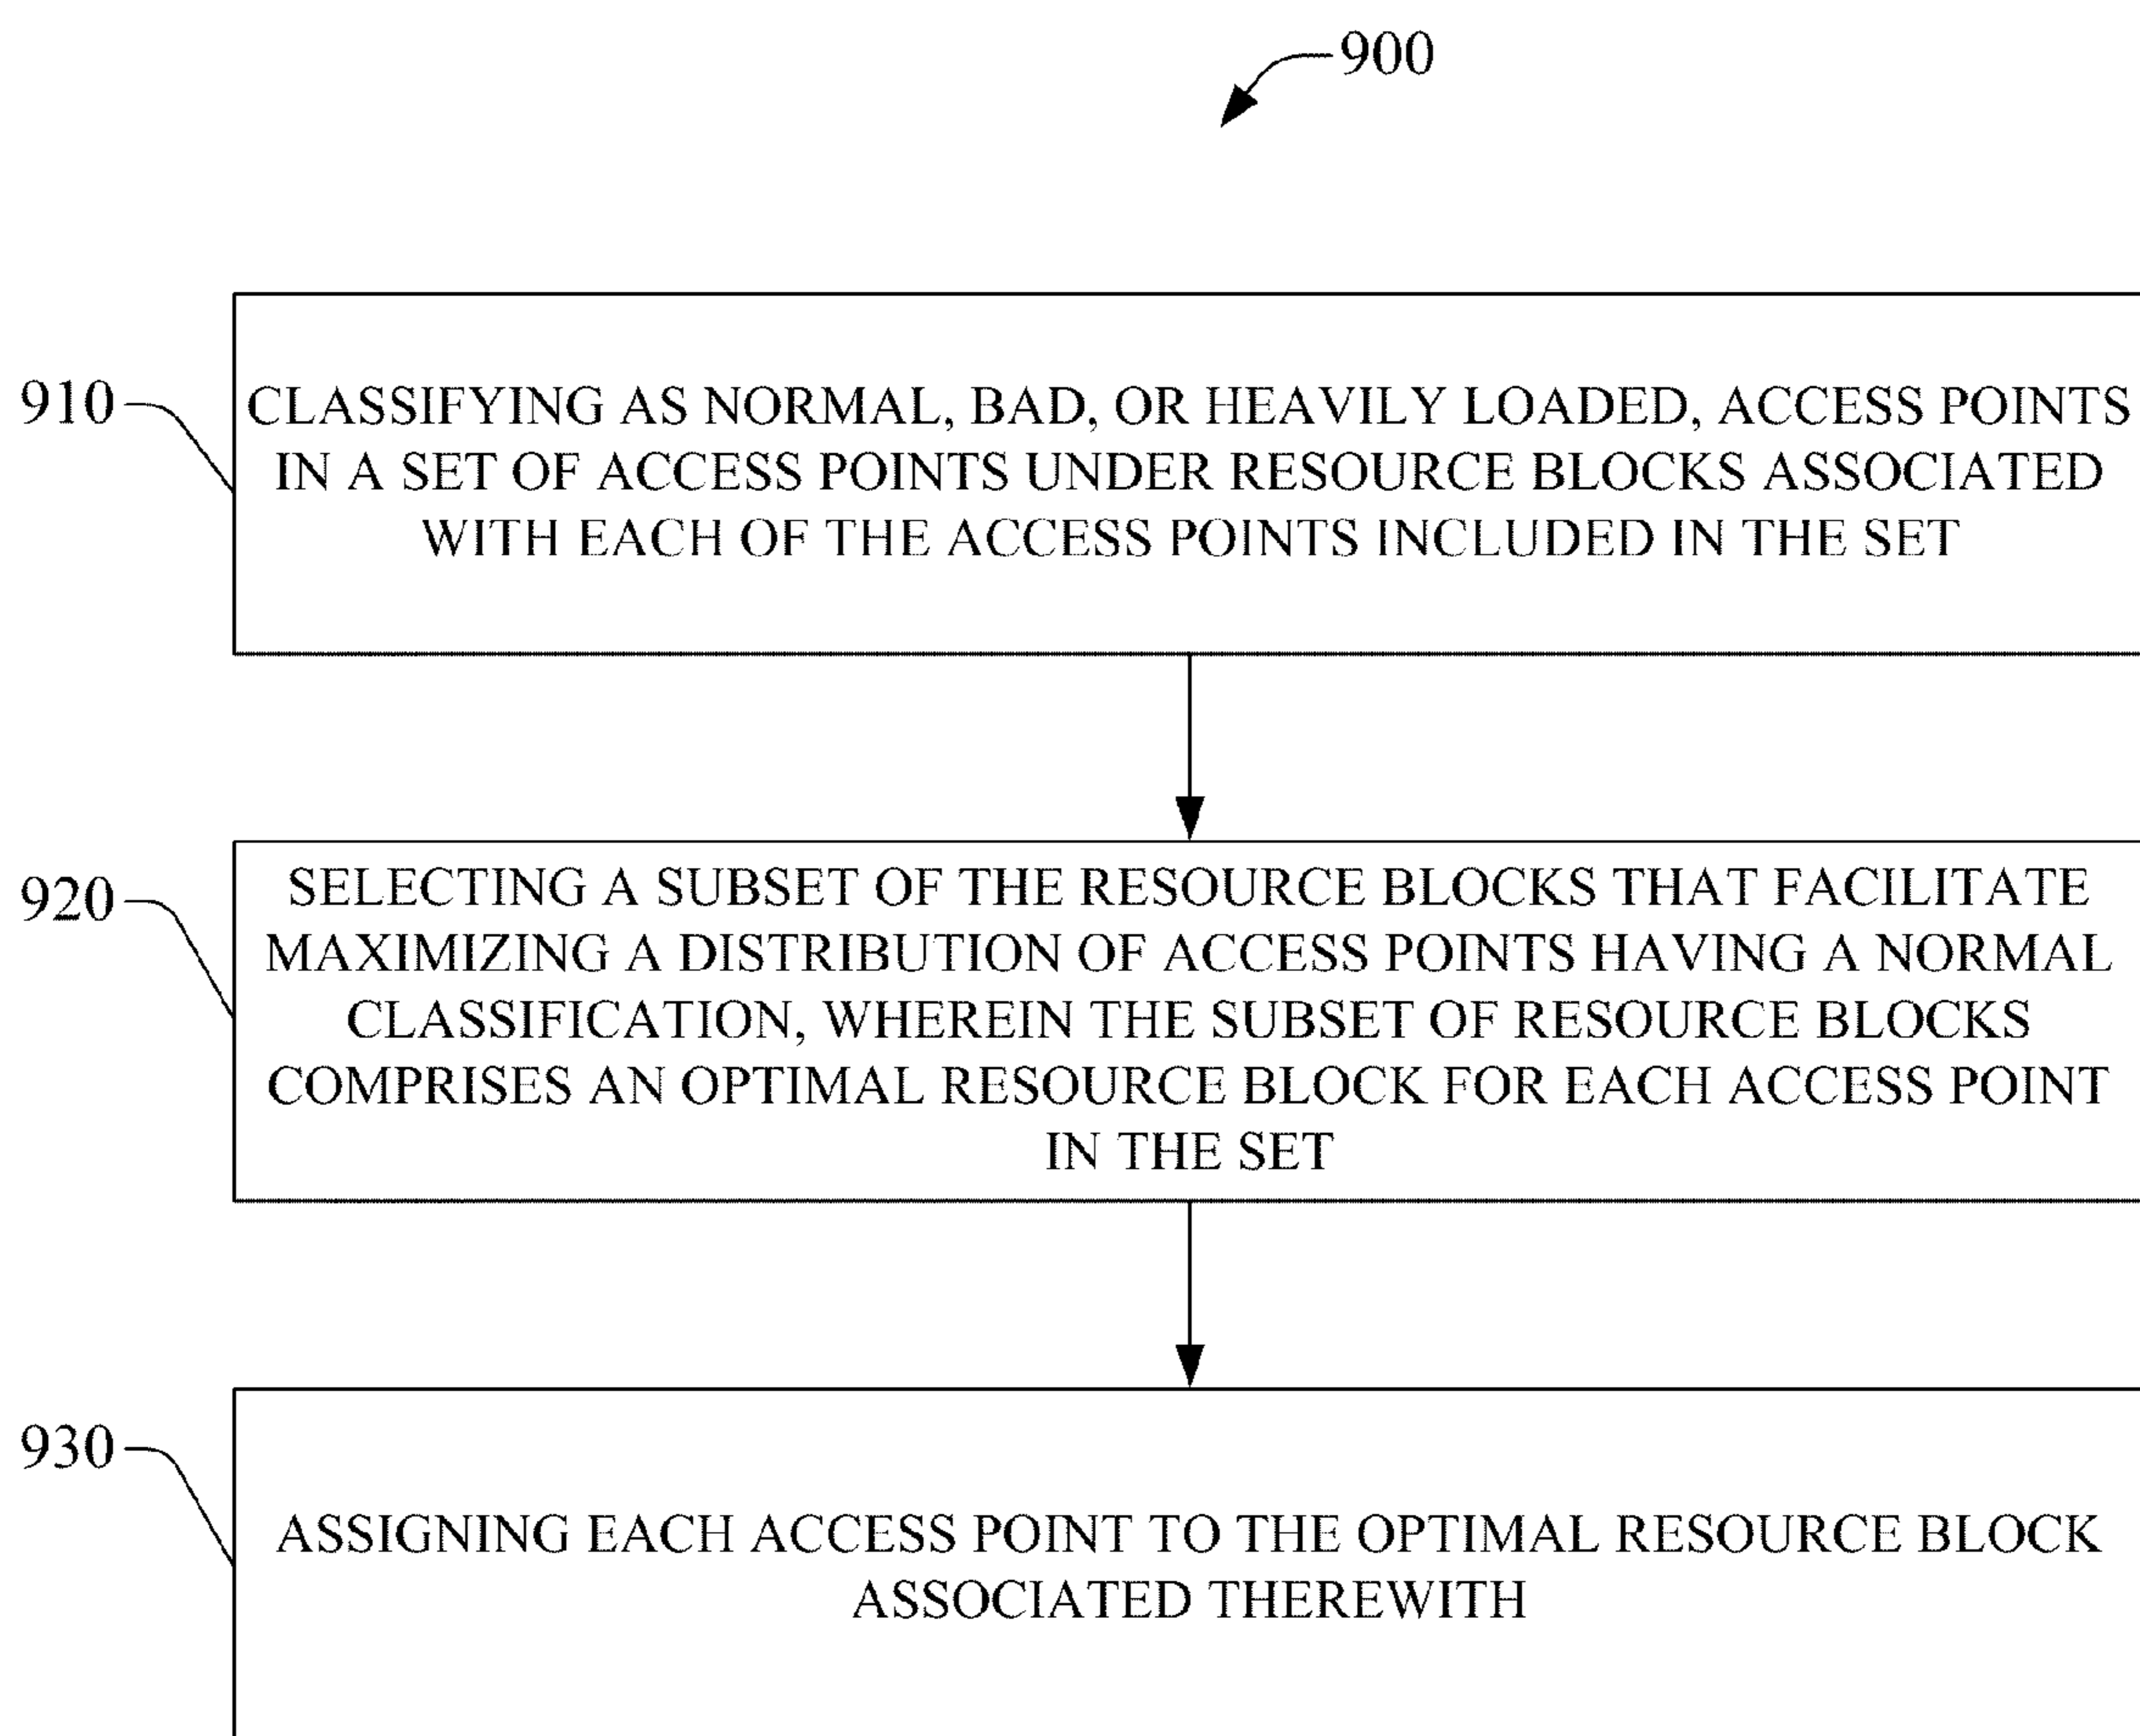 900
910
CLASSIFYING AS NORMAL, BAD, OR HEAVILY LOADED, ACCESS POINTS
IN A SET OF ACCESS POINTS UNDER RESOURCE BLOCKS ASSOCIATED
WITH EACH OF THE ACCESS POINTS INCLUDED IN THE SET
920
SELECTING A SUBSET OF THE RESOURCE BLOCKS THAT FACILITATE
MAXIMIZING A DISTRIBUTION OF ACCESS POINTS HAVING A NORMAL
CLASSIFICATION, WHEREIN THE SUBSET OF RESOURCE BLOCKS
COMPRISES AN OPTIMAL RESOURCE BLOCK FOR EACH ACCESS POINT
IN THE SET
930
ASSIGNING EACH ACCESS POINT TO THE OPTIMAL RESOURCE BLOCK
ASSOCIATED THEREWITH